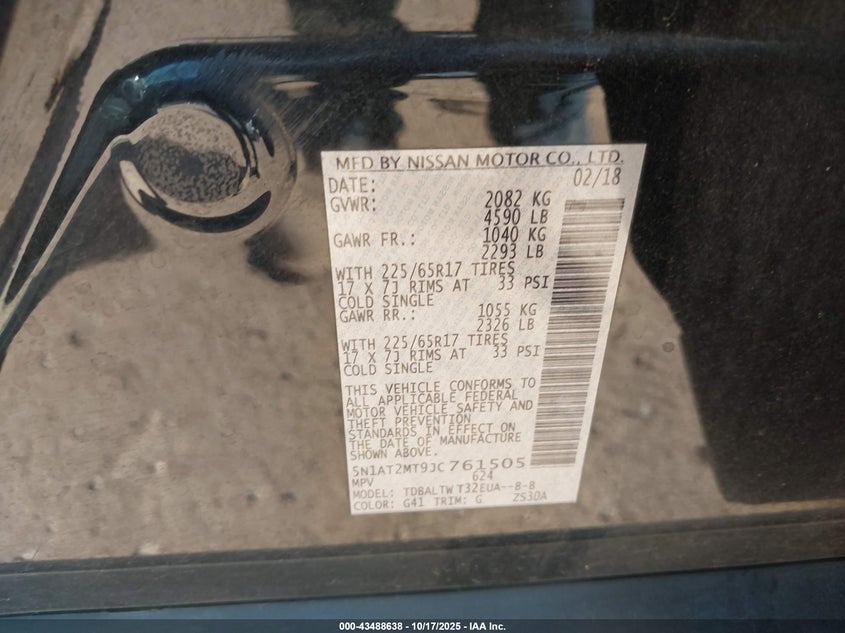 MFD BY NISSAN MOTOR CO., LTD.
DATE: 02/18
GVWR: 2082 KG
4590 LB
GAWR FR.: 1040 KG
2293 LB
WITH 225/65R17 TIRES
17 X 7J RIMS AT 33 PSI
COLD SINGLE
GAWR RR.: 1055 KG
2326 LB
WITH 225/65R17 TIRES
17 X 7J RIMS AT 33 PSI
COLD SINGLE
THIS VEHICLE CONFORMS TO
ALL APPLICABLE FEDERAL
MOTOR VEHICLE SAFETY AND
THEFT PREVENTION
STANDARDS IN EFFECT ON
THE DATE OF MANUFACTURE
SHOWN ABOVE.
5N1AT2MT9JC761505
MPV 624
MODEL: TDBALTW T32EUA--8-8
COLOR: G41 TRIM: G ZS30A
000-43488638 - 10/17/2025 - IAA Inc.